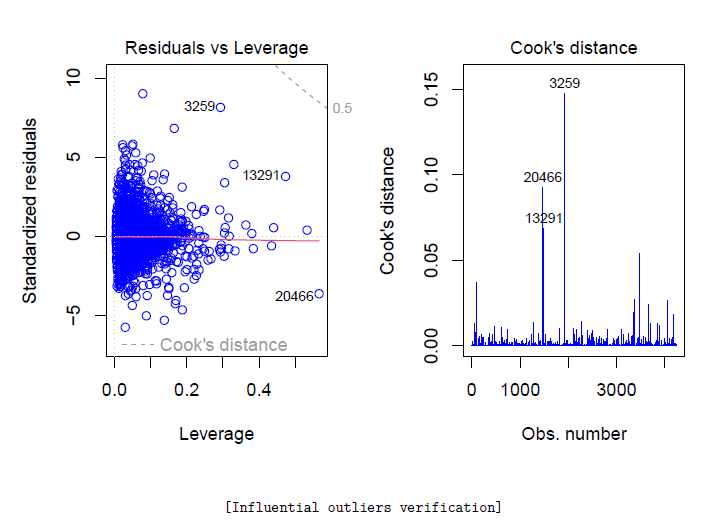 Residuals vs Leverage
Standardized residuals
10
5
0
−5
3259
13291
20466
0.5
Cook's distance
0.0
0.2
0.4
Leverage
Cook's distance
Cook's distance
0.15
0.10
0.05
0.00
3259
20466
13291
0
1000
3000
Obs. number
[Influential outliers verification]